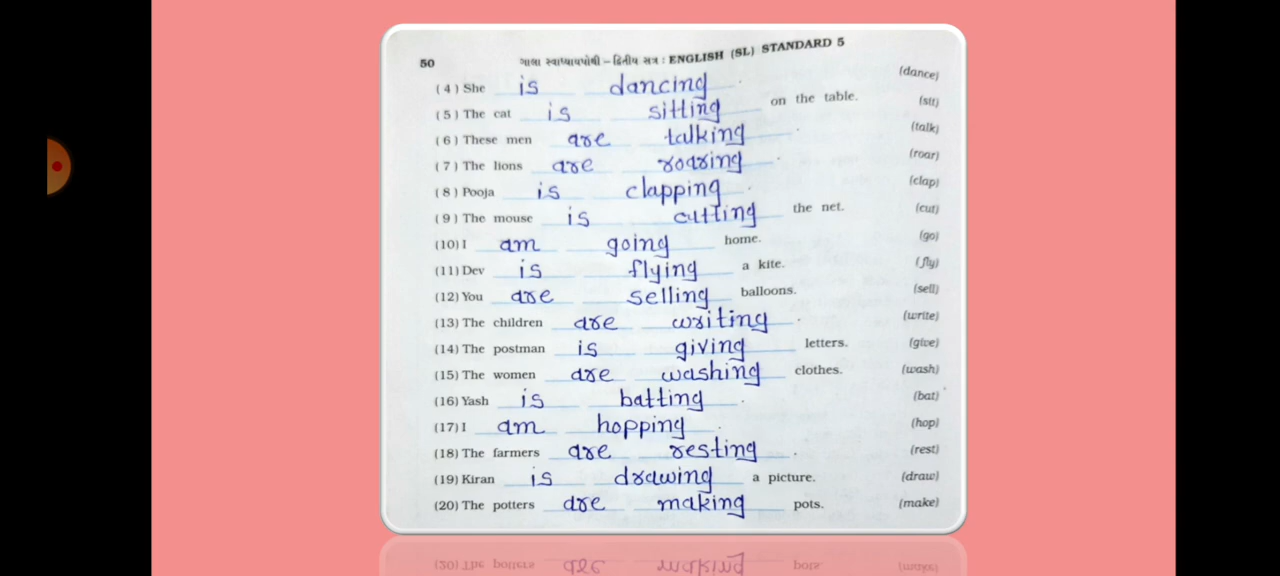 50 ગાલા સ્વાધ્યાયપોથી – દ્વિતીય સત્ર : ENGLISH (SL) STANDARD 5
(4) She is dancing. (dance)
(5) The cat is sitting on the table. (sit)
(6) These men are talking. (talk)
(7) The lions are roaring. (roar)
(8) Pooja is clapping. (clap)
(9) The mouse is cutting the net. (cut)
(10) I am going home. (go)
(11) Dev is flying a kite. (fly)
(12) You are selling balloons. (sell)
(13) The children are writing. (write)
(14) The postman is giving letters. (give)
(15) The women are washing clothes. (wash)
(16) Yash is batting. (bat)
(17) I am hopping. (hop)
(18) The farmers are resting. (rest)
(19) Kiran is drawing a picture. (draw)
(20) The potters are making pots. (make)